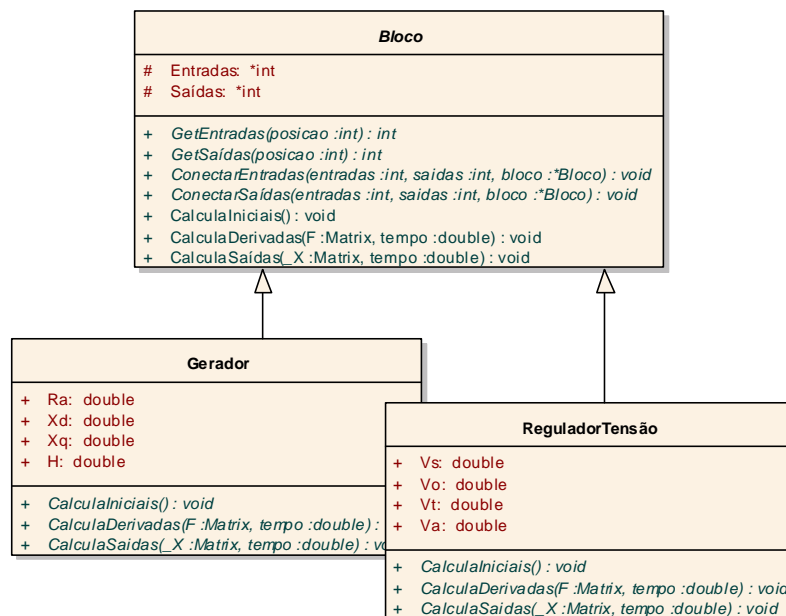 Bloco
# Entradas: *int
# Saídas: *int
+ GetEntradas(posicao :int) : int
+ GetSaídas(posicao :int) : int
+ ConectarEntradas(entradas :int, saidas :int, bloco :*Bloco) : void
+ ConectarSaídas(entradas :int, saidas :int, bloco :*Bloco) : void
+ CalculaIniciais() : void
+ CalculaDerivadas(F :Matrix, tempo :double) : void
+ CalculaSaídas(_X :Matrix, tempo :double) : void
Gerador
+ Ra: double
+ Xd: double
+ Xq: double
+ H: double
+ CalculaIniciais() : void
+ CalculaDerivadas(F :Matrix, tempo :double) :
+ CalculaSaidas(_X :Matrix, tempo :double) :
ReguladorTensão
+ Vs: double
+ Vo: double
+ Vt: double
+ Va: double
+ CalculaIniciais() : void
+ CalculaDerivadas(F :Matrix, tempo :double) : void
+ CalculaSaidas(_X :Matrix, tempo :double) : void